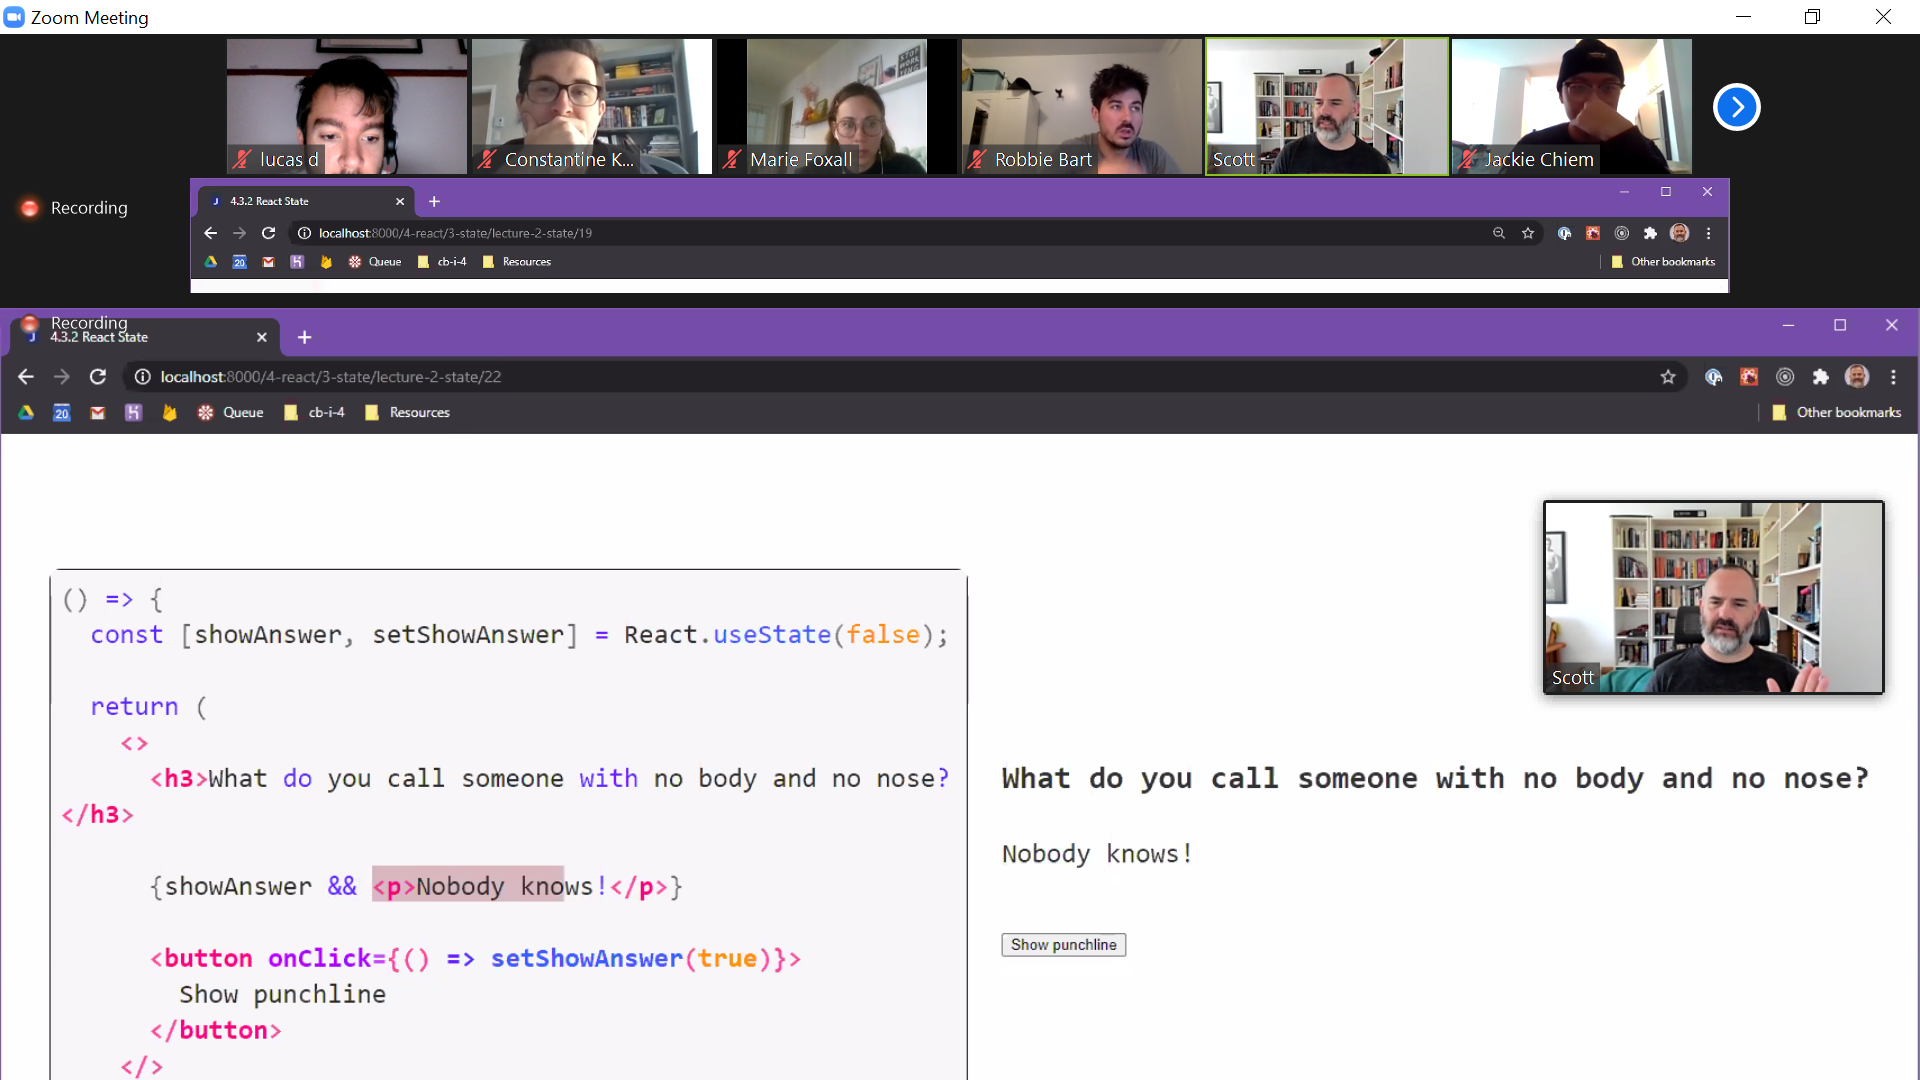 Zoom Meeting
STOP WORKING
lucas d
Constantine K...
Marie Foxall
Robbie Bart
Scott
Jackie Chiem
Recording
4.3.2 React State
localhost:8000/4-react/3-state/lecture-2-state/19
20
Queue
cb-i-4
Resources
Other bookmarks
Recording
4.3.2 React State
localhost:8000/4-react/3-state/lecture-2-state/22
20
Queue
cb-i-4
Resources
Other bookmarks
Scott
() => {
const [showAnswer, setShowAnswer] = React.useState(false);
return (
<>
<h3>What do you call someone with no body and no nose?
</h3>
{showAnswer && <p>Nobody knows!</p>}
<button onClick={() => setShowAnswer(true)}>
Show punchline
</button>
</>
What do you call someone with no body and no nose?
Nobody knows!
Show punchline